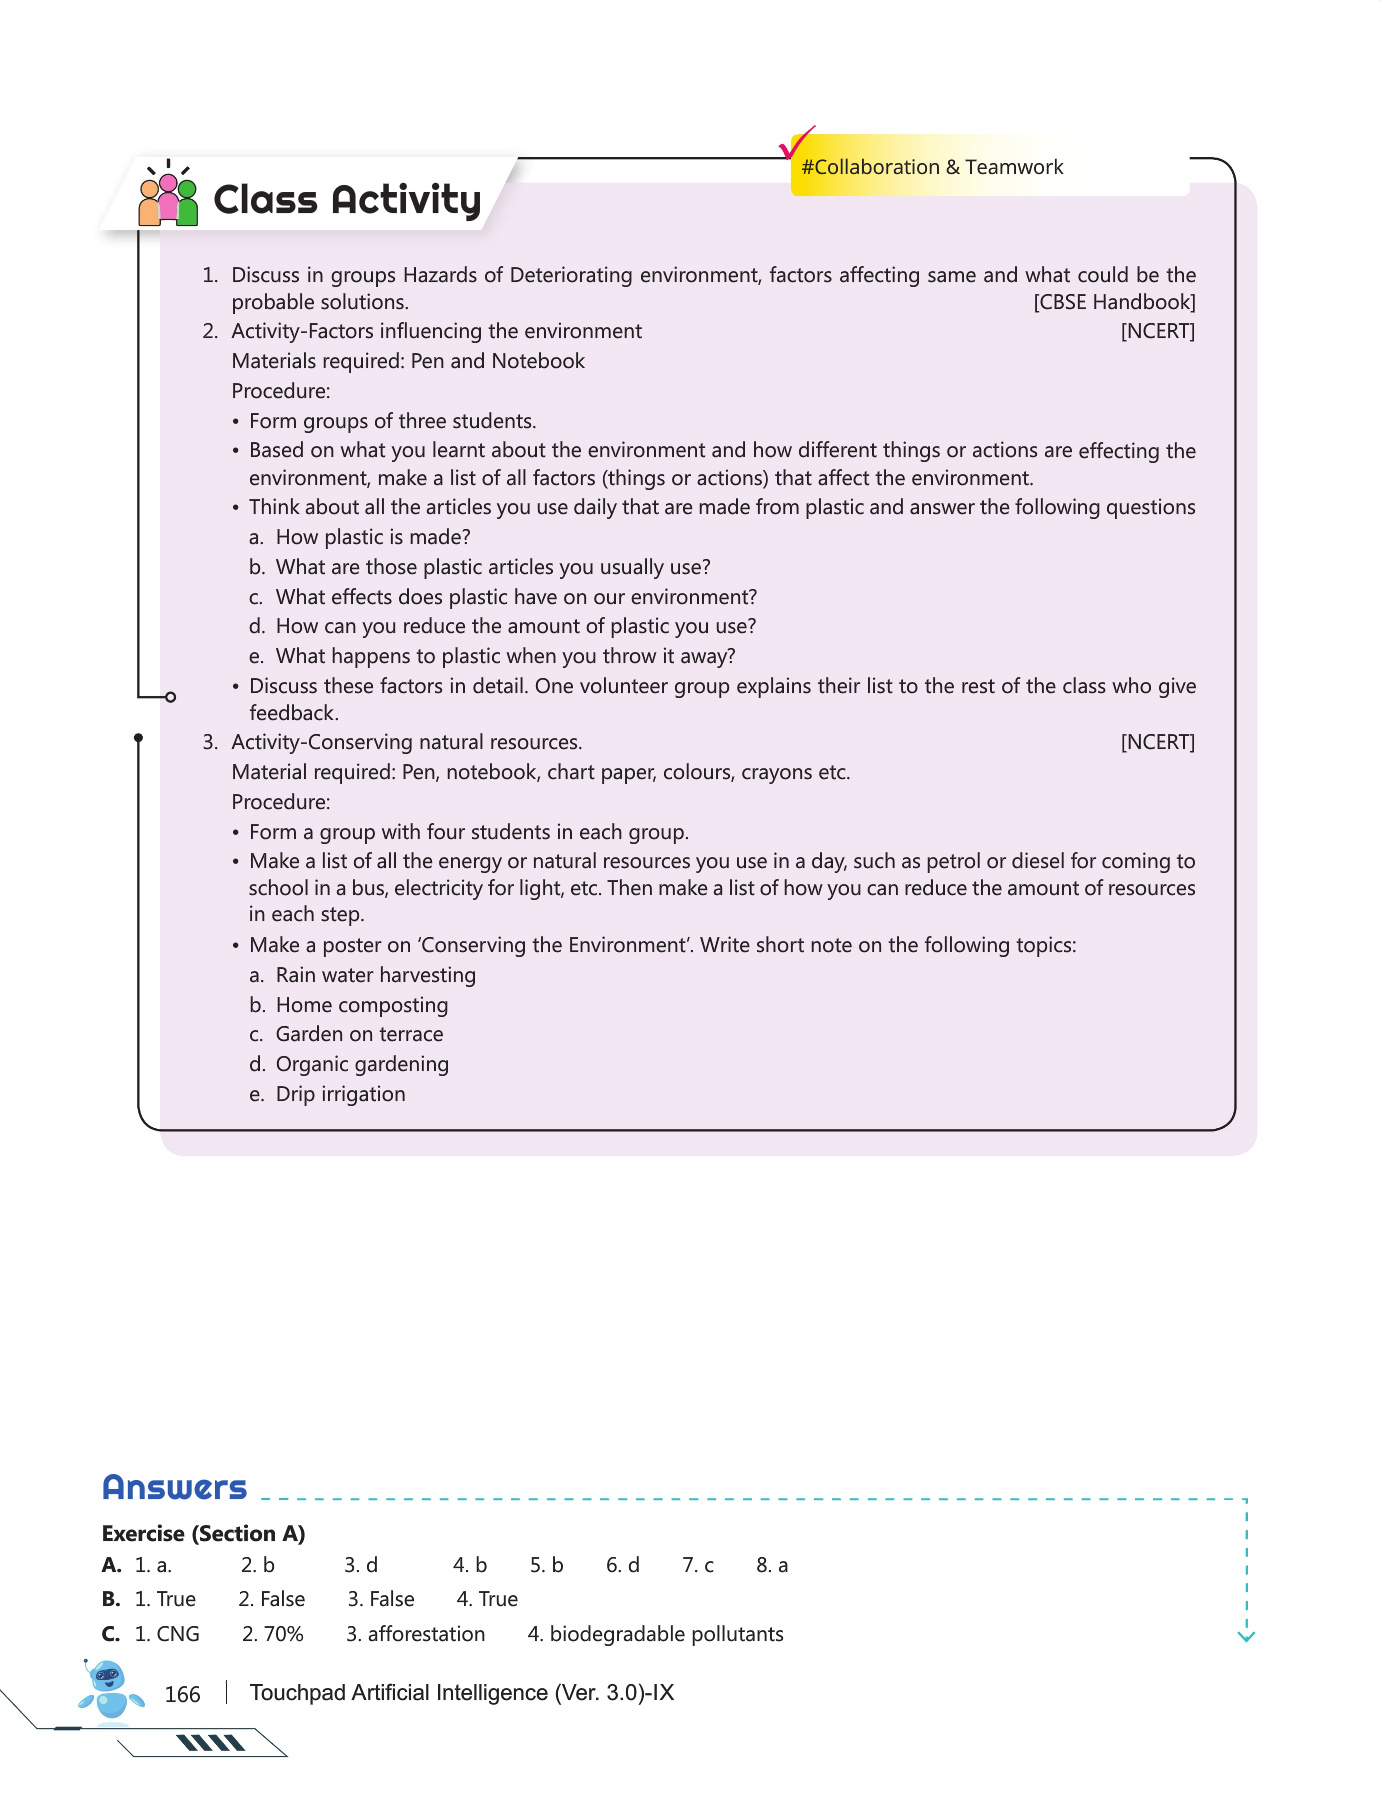 #Collaboration & Teamwork
Class Activity
1. Discuss in groups Hazards of Deteriorating environment, factors affecting same and what could be the
probable solutions. [CBSE Handbook]
2. Activity-Factors influencing the environment [NCERT]
Materials required: Pen and Notebook
Procedure:
• Form groups of three students.
• Based on what you learnt about the environment and how different things or actions are effecting the
environment, make a list of all factors (things or actions) that affect the environment.
• Think about all the articles you use daily that are made from plastic and answer the following questions
a. How plastic is made?
b. What are those plastic articles you usually use?
c. What effects does plastic have on our environment?
d. How can you reduce the amount of plastic you use?
e. What happens to plastic when you throw it away?
• Discuss these factors in detail. One volunteer group explains their list to the rest of the class who give
feedback.
3. Activity-Conserving natural resources. [NCERT]
Material required: Pen, notebook, chart paper, colours, crayons etc.
Procedure:
• Form a group with four students in each group.
• Make a list of all the energy or natural resources you use in a day, such as petrol or diesel for coming to
school in a bus, electricity for light, etc. Then make a list of how you can reduce the amount of resources
in each step.
• Make a poster on ‘Conserving the Environment’. Write short note on the following topics:
a. Rain water harvesting
b. Home composting
c. Garden on terrace
d. Organic gardening
e. Drip irrigation
Answers
Exercise (Section A)
A. 1. a. 2. b 3. d 4. b 5. b 6. d 7. c 8. a
B. 1. True 2. False 3. False 4. True
C. 1. CNG 2. 70% 3. afforestation 4. biodegradable pollutants
166 Touchpad Artificial Intelligence (Ver. 3.0)-IX